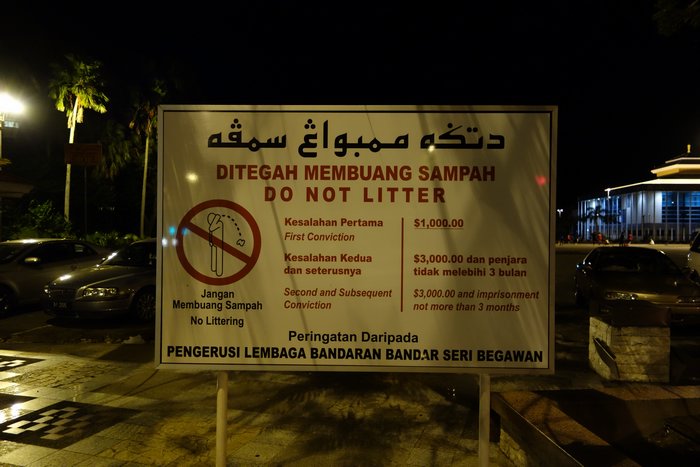 دتݢه ممبواڠ سمڤه
DITEGAH MEMBUANG SAMPAH
DO NOT LITTER
Kesalahan Pertama
First Conviction
$1,000.00
Kesalahan Kedua
dan seterusnya
$3,000.00 dan penjara
tidak melebihi 3 bulan
Second and Subsequent
Conviction
$3,000.00 and imprisonment
not more than 3 months
Jangan
Membuang Sampah
No Littering
Peringatan Daripada
PENGERUSI LEMBAGA BANDARAN BANDAR SERI BEGAWAN